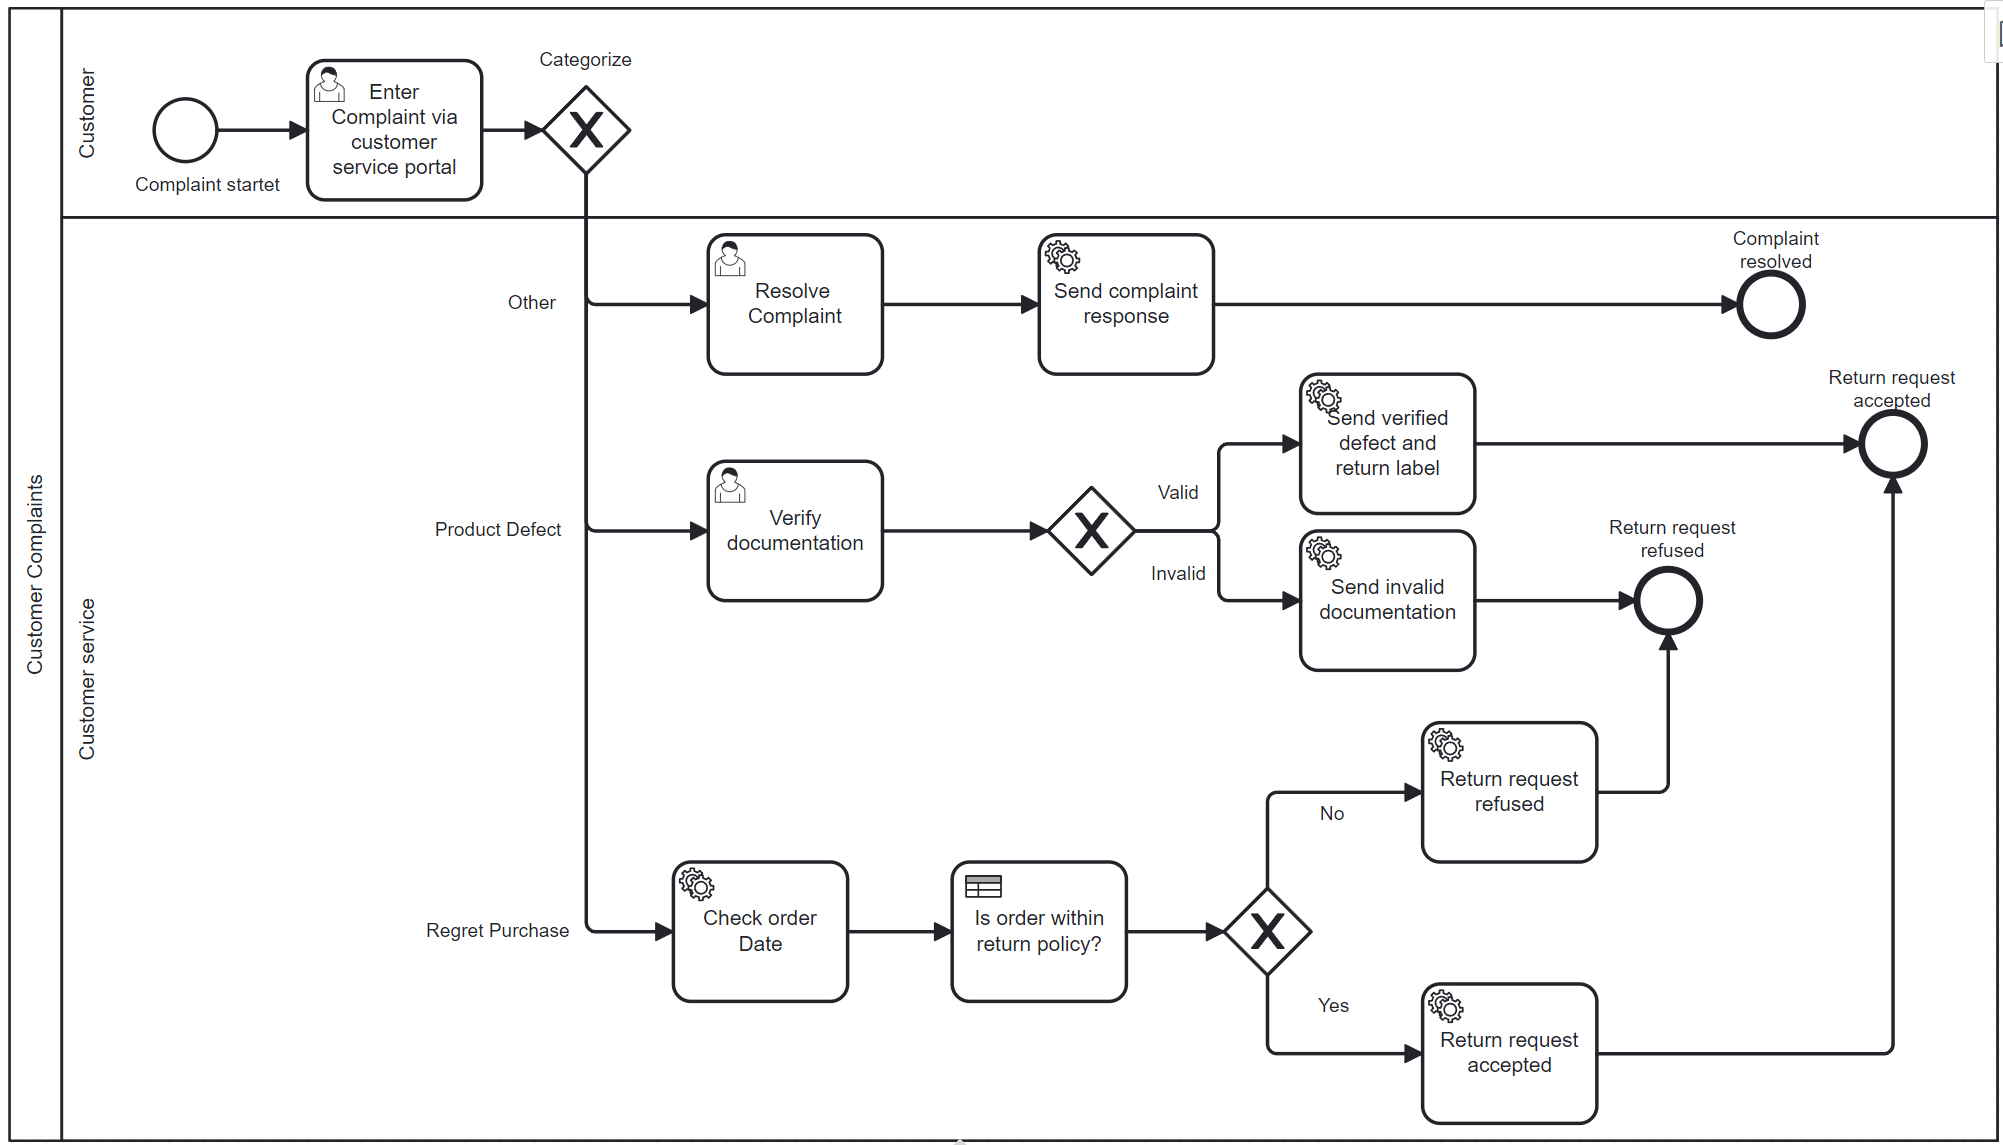 Customer Complaints
Customer
Complaint startet
Enter
Complaint via
customer
service portal
Categorize
Customer service
Other
Resolve
Complaint
Send complaint
response
Complaint
resolved
Product Defect
Verify
documentation
Valid
Invalid
Send verified
defect and
return label
Return request
accepted
Send invalid
documentation
Return request
refused
Regret Purchase
Check order
Date
Is order within
return policy?
No
Return request
refused
Yes
Return request
accepted